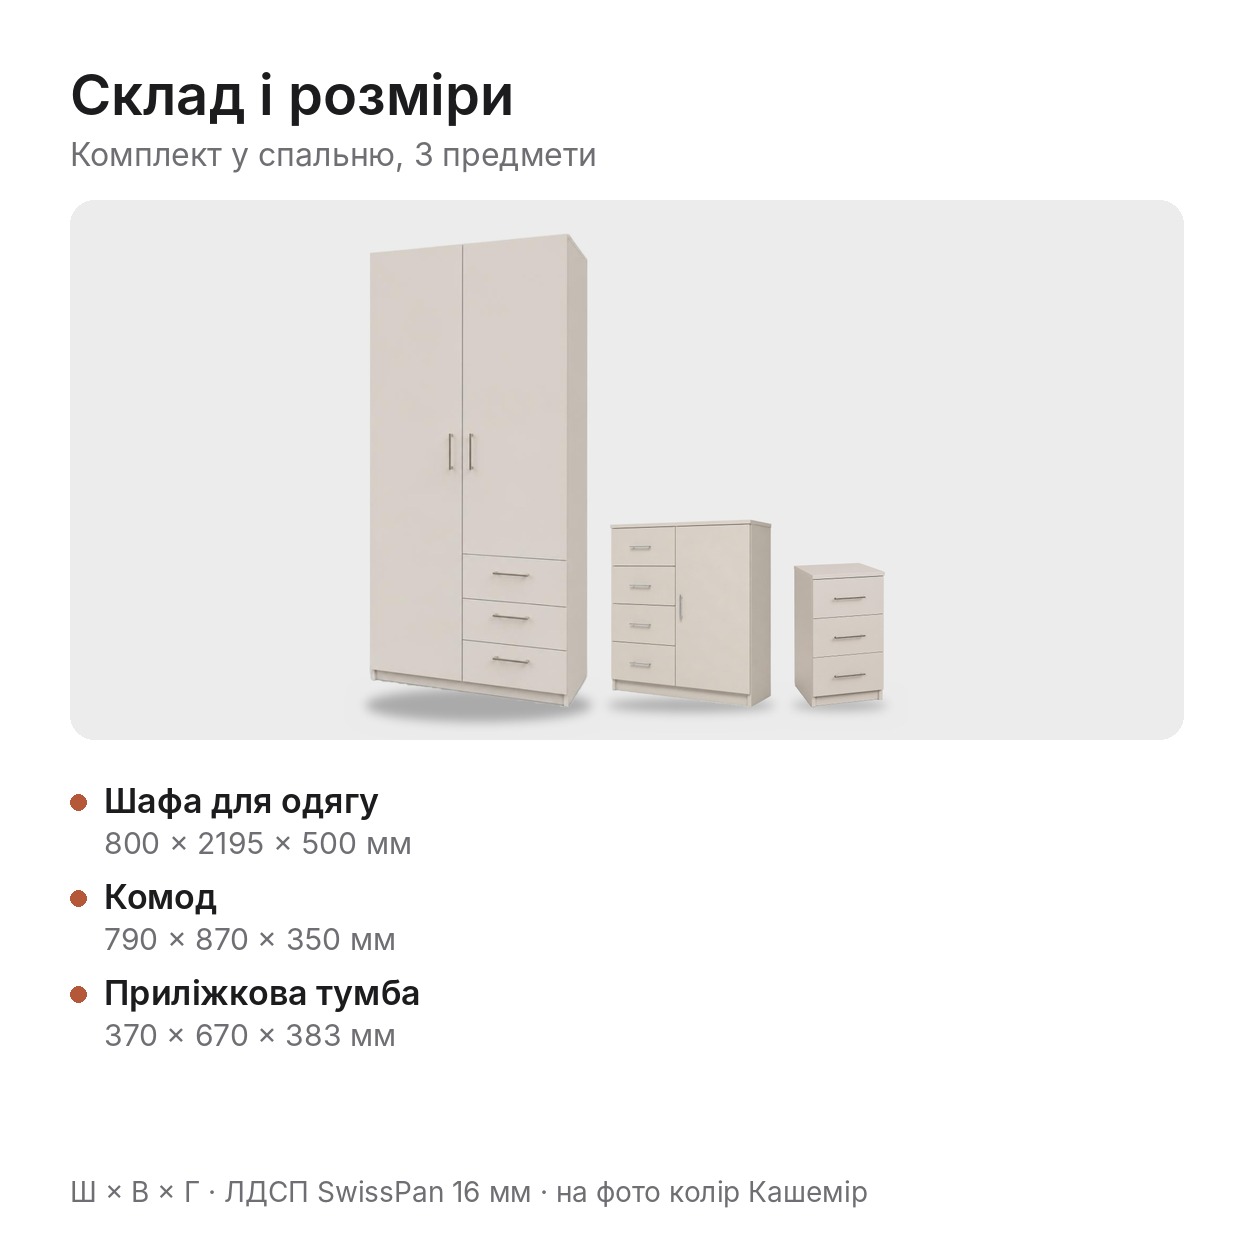 Склад і розміри
Комплект у спальню, 3 предмети
Шафа для одягу
800 × 2195 × 500 мм
Комод
790 × 870 × 350 мм
Приліжкова тумба
370 × 670 × 383 мм
Ш × В × Г · ЛДСП SwissPan 16 мм · на фото колір Кашемір